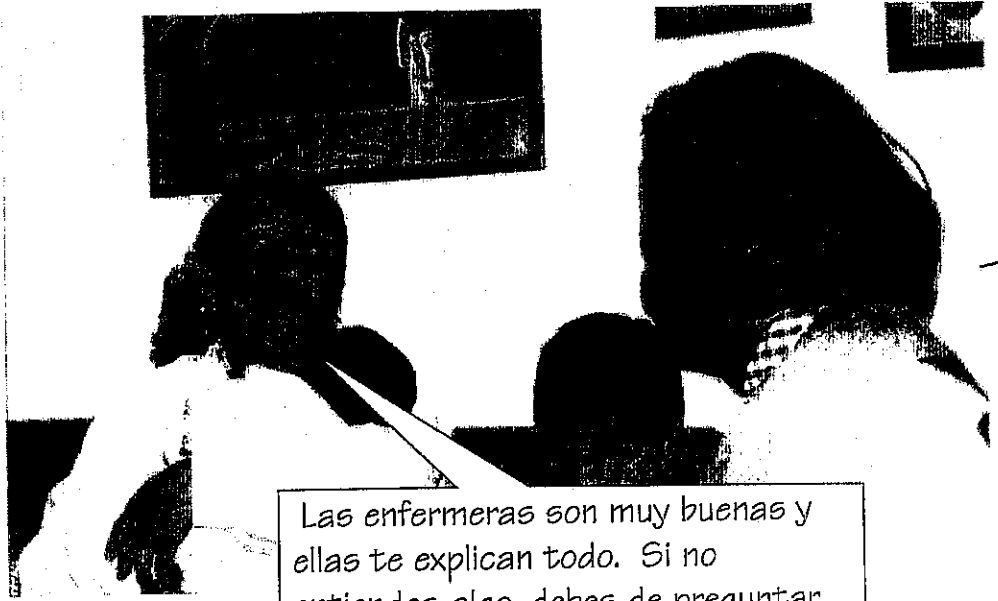 Las enfermeras son muy buenas y
ellas te explican todo. Si no
entiendes algo, debes de preguntar